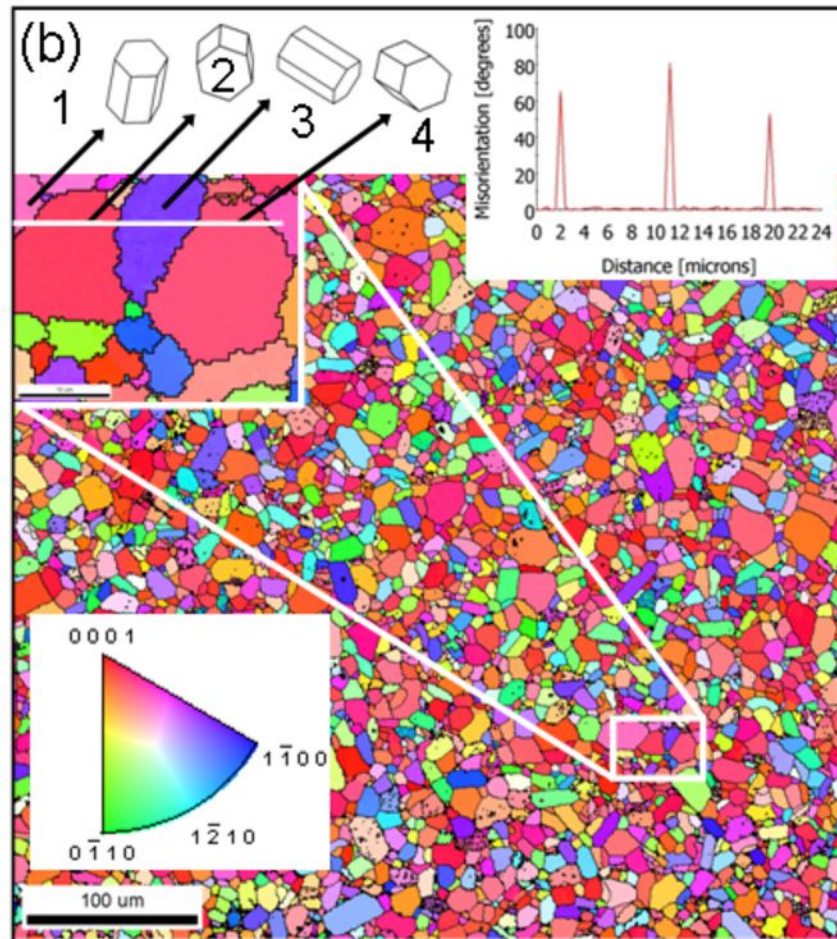 (b)
1
2
3
4
100
80
60
40
20
0
Misorientation [degrees]
0 2 4 6 8 10 12 14 16 18 20 22 24
Distance [microns]
0 0 0 1
1 1̅ 0 0
1 2̅ 1 0
0 1̅ 1 0
100 um